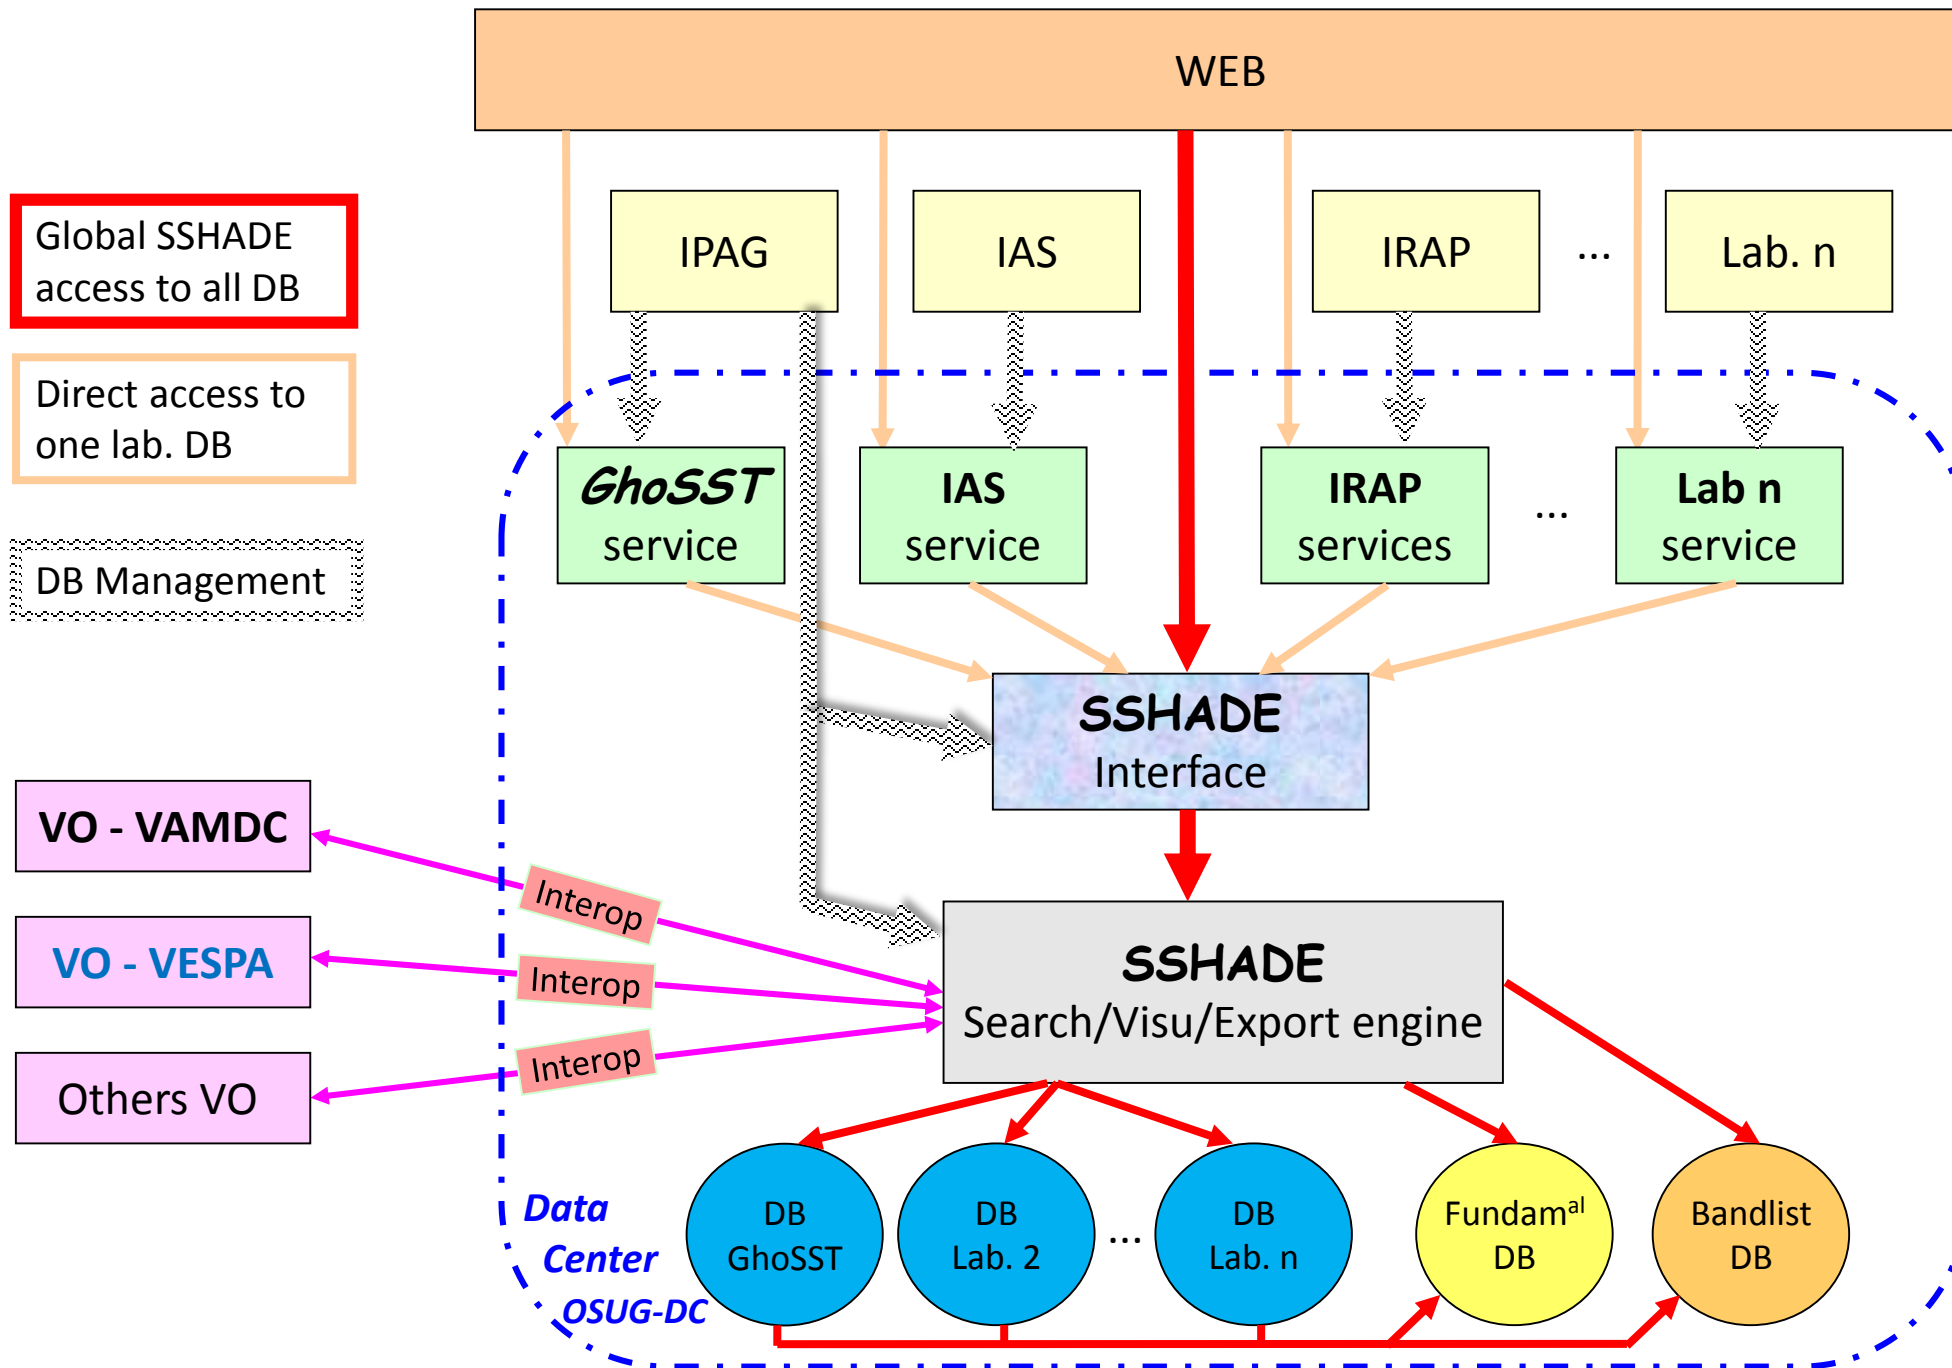 WEB
Global SSHADE
access to all DB
IPAG
IAS
IRAP
...
Lab. n
Direct access to
one lab. DB
GhoSST
service
IAS
service
IRAP
services
...
Lab n
service
DB Management
SSHADE
Interface
VO - VAMDC
Interop
VO - VESPA
Interop
SSHADE
Search/Visu/Export engine
Others VO
Interop
Data
Center
OSUG-DC
DB
GhoSST
DB
Lab. 2
...
DB
Lab. n
Fundamal
DB
Bandlist
DB